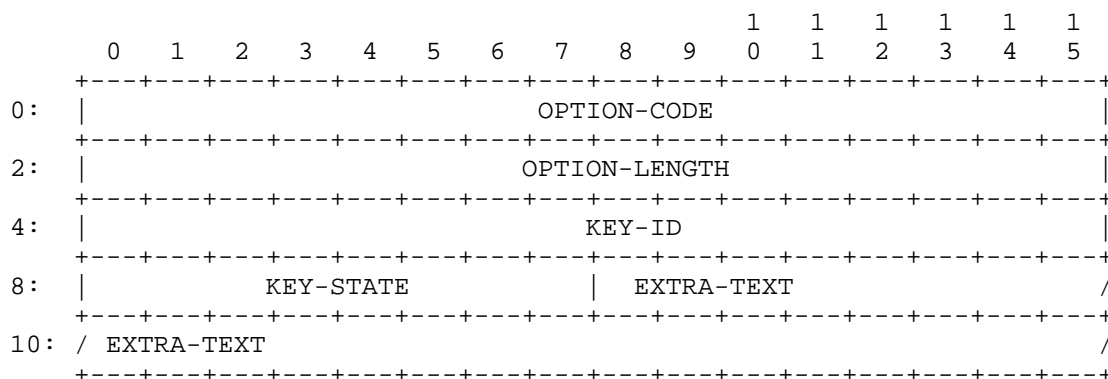 1   1   1   1   1   1
       0   1   2   3   4   5   6   7   8   9   0   1   2   3   4   5
     +---+---+---+---+---+---+---+---+---+---+---+---+---+---+---+---+
0:   |                          OPTION-CODE                          |
     +---+---+---+---+---+---+---+---+---+---+---+---+---+---+---+---+
2:   |                         OPTION-LENGTH                         |
     +---+---+---+---+---+---+---+---+---+---+---+---+---+---+---+---+
4:   |                             KEY-ID                            |
     +---+---+---+---+---+---+---+---+---+---+---+---+---+---+---+---+
8:   |           KEY-STATE           |  EXTRA-TEXT                   /
     +---+---+---+---+---+---+---+---+---+---+---+---+---+---+---+---+
10:  / EXTRA-TEXT                                                    /
     +---+---+---+---+---+---+---+---+---+---+---+---+---+---+---+---+